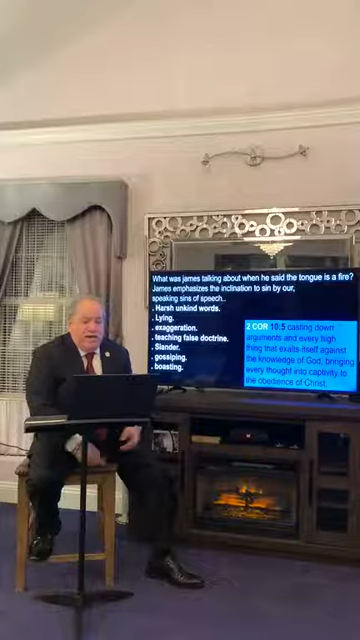 What was james talking about when he said the tongue is a fire?
James emphasizes the inclination to sin by our,
speaking sins of speech..
. Harsh unkind words.
. Lying.
. exaggeration.
. teaching false doctrine.
. Slander.
. gossiping.
. boasting.
2 COR 10:5 casting down
arguments and every high
thing that exalts itself against
the knowledge of God, bringing
every thought into captivity to
the obedience of Christ.